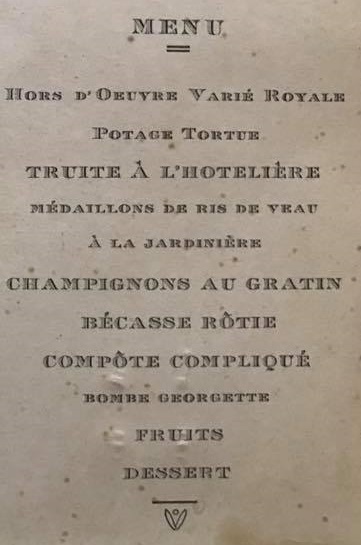 MENU
HORS D'OEUVRE VARIÉ ROYALE
POTAGE TORTUE
TRUITE À L'HOTELIÈRE
MÉDAILLONS DE RIS DE VEAU
À LA JARDINIÈRE
CHAMPIGNONS AU GRATIN
BÉCASSE RÔTIE
COMPÔTE COMPLIQUÉ
BOMBE GEORGETTE
FRUITS
DESSERT